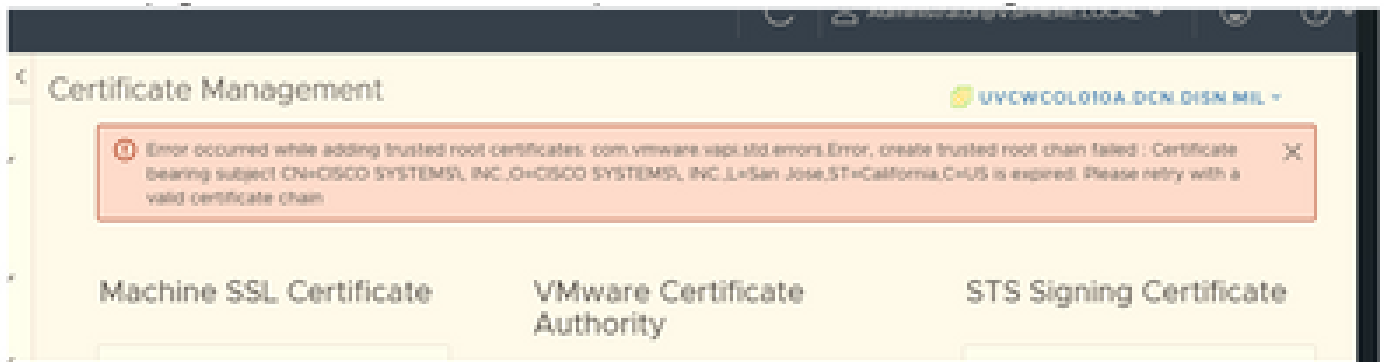 Certificate Management
UVCWCOL010A.DCN.DISN.MIL
Error occurred while adding trusted root certificates: com.vmware.vapi.std.errors.Error, create trusted root chain failed : Certificate
bearing subject CN=CISCO SYSTEMS\, INC.,O=CISCO SYSTEMS\, INC.,L=San Jose,ST=California,C=US is expired. Please retry with a
valid certificate chain
Machine SSL Certificate
VMware Certificate
Authority
STS Signing Certificate